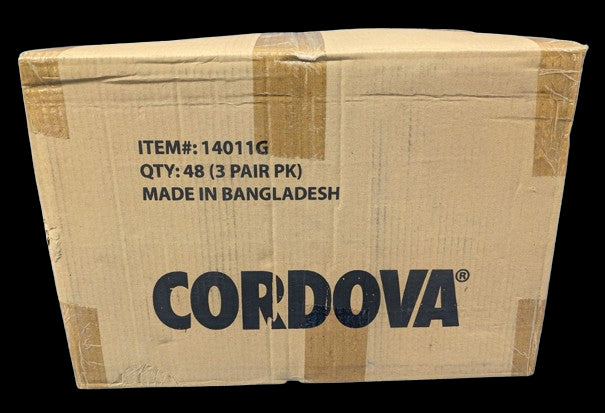 ITEM#: 14011G
QTY: 48 (3 PAIR PK)
MADE IN BANGLADESH
CORDOVA®